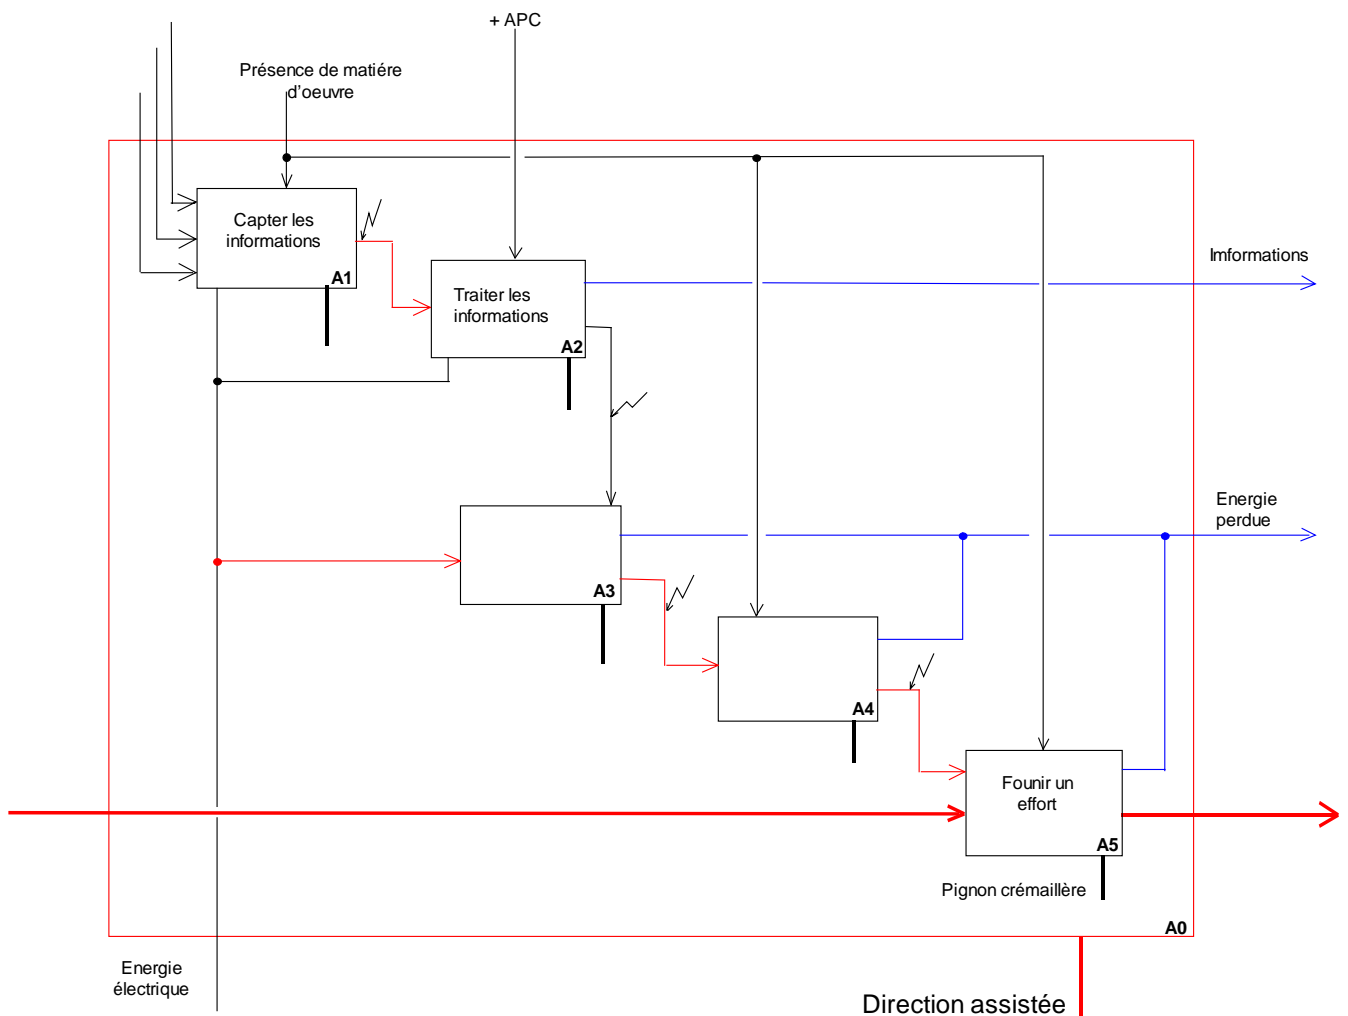 + APC
Présence de matiére
d'oeuvre
Capter les
informations
A1
Traiter les
informations
A2
Imformations
Energie
perdue
A3
A4
Founir un
effort
A5
Pignon crémaillère
A0
Energie
électrique
Direction assistée